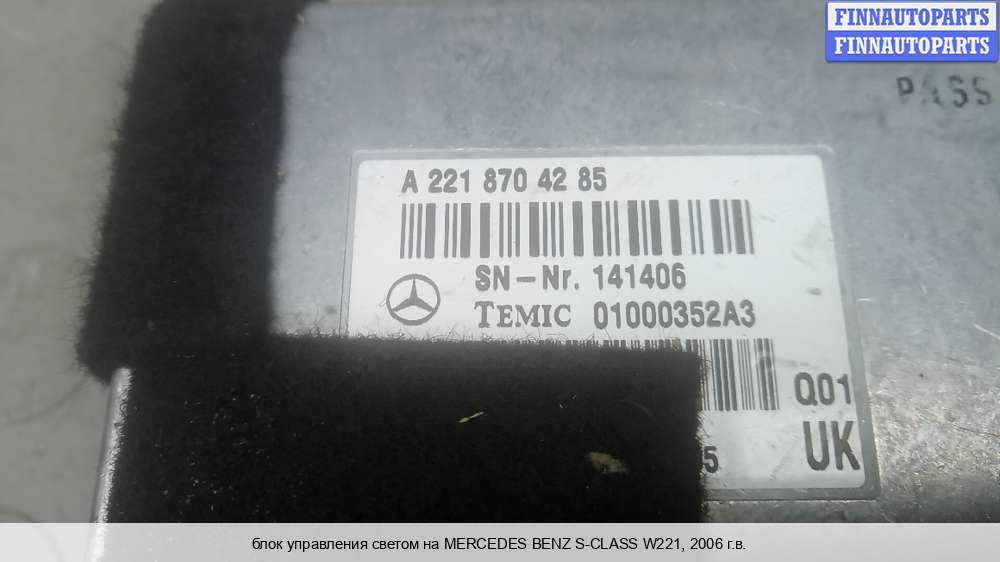 FINNAUTOPARTS
FINNAUTOPARTS
PASS
A 221 870 42 85
SN-Nr. 141406
TEMIC 01000352A3
Q01
5
UK
блок управления светом на MERCEDES BENZ S-CLASS W221, 2006 г.в.